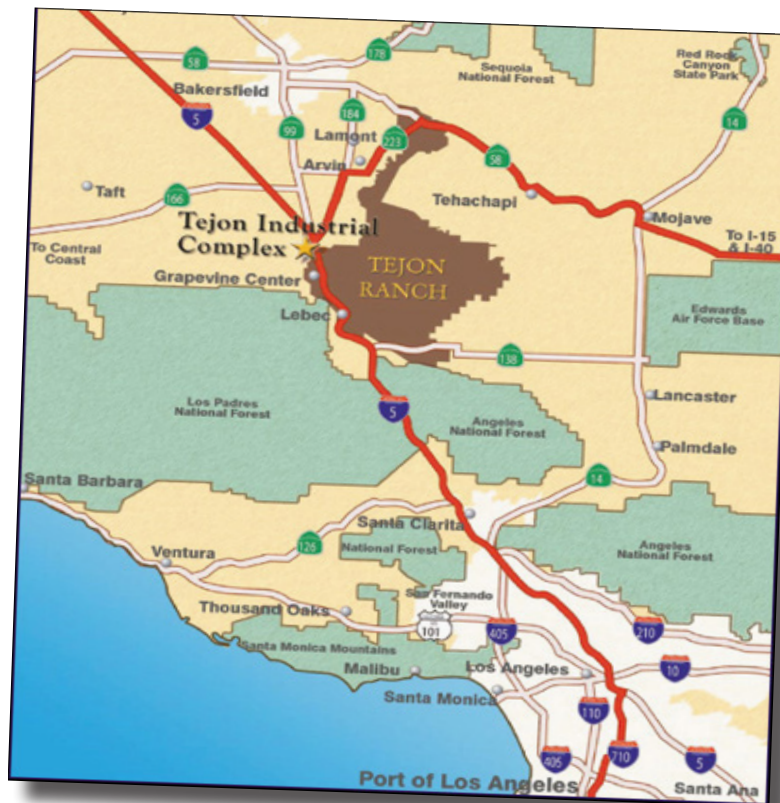 58
178
Sequoia
National Forest
Red Rock
Canyon
State Park
Bakersfield
5
99
184
14
Lamont
223
Arvin
58
Taft
166
Tehachapi
Mojave
Tejon Industrial
Complex
To I-15
& I-40
To Central
Coast
Grapevine Center
TEJON
RANCH
Lebec
Edwards
Air Force Base
138
Los Padres
National Forest
5
Angeles
National Forest
Lancaster
Palmdale
14
Santa Barbara
Santa Clarita
126
National Forest
Angeles
National Forest
Ventura
San Fernando
Valley
Thousand Oaks
101
405
210
Santa Monica Mountains
Malibu
Los Angeles
10
Santa Monica
110
405
710
5
Port of Los Angeles
Santa Ana